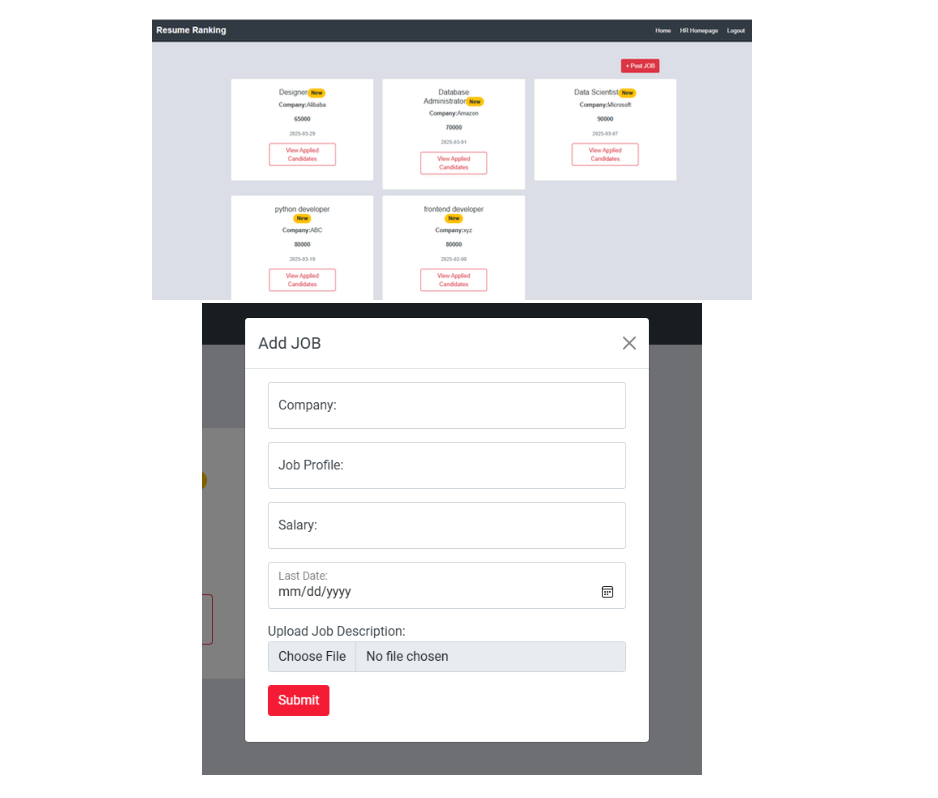 Resume Ranking
Home HR Homepage Logout
+ Post JOB
Designer New
Company:Alibaba
65000
2025-03-29
View Applied
Candidates
Database
Administrator New
Company:Amazon
70000
2025-03-01
View Applied
Candidates
Data Scientist New
Company:Microsoft
90000
2025-03-07
View Applied
Candidates
python developer
New
Company:ABC
80000
2025-03-10
View Applied
Candidates
frontend developer
New
Company:xyz
80000
2025-02-08
View Applied
Candidates
Add JOB
Company:
Job Profile:
Salary:
Last Date:
mm/dd/yyyy
Upload Job Description:
Choose File No file chosen
Submit